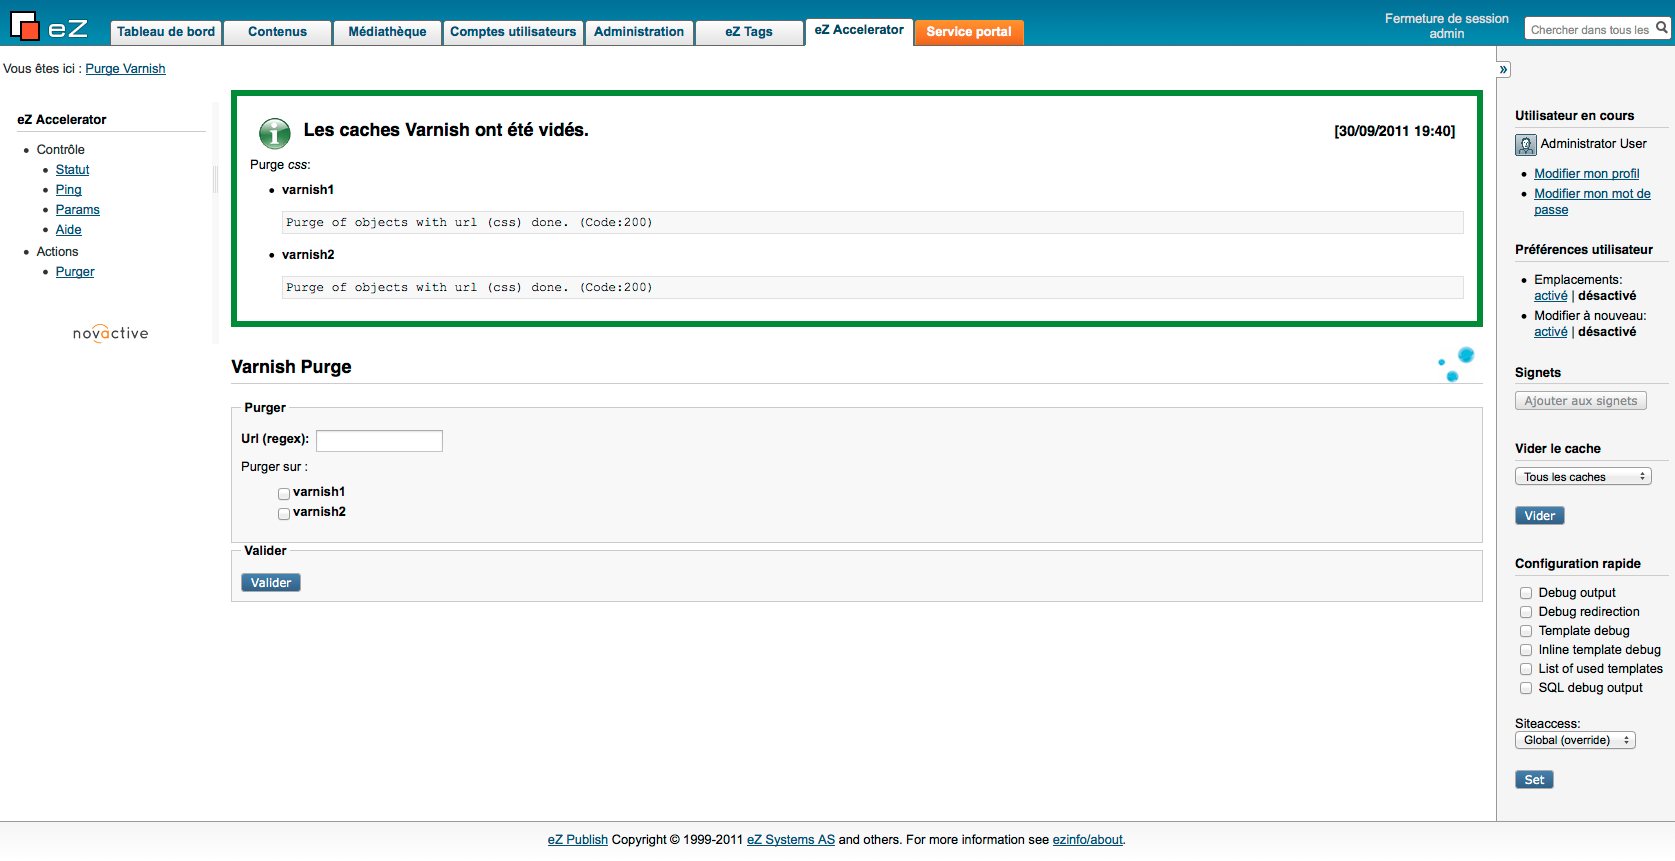 eZ
Tableau de bord
Contenus
Médiathèque
Comptes utilisateurs
Administration
eZ Tags
eZ Accelerator
Service portal
Fermeture de session
admin
Chercher dans tous les
Vous êtes ici : Purge Varnish
»
eZ Accelerator
Contrôle
Statut
Ping
Params
Aide
Actions
Purger
novactive
Les caches Varnish ont été vidés.
[30/09/2011 19:40]
Purge css:
varnish1
Purge of objects with url (css) done. (Code:200)
varnish2
Purge of objects with url (css) done. (Code:200)
Varnish Purge
Purger
Url (regex):
Purger sur :
varnish1
varnish2
Valider
Valider
Utilisateur en cours
Administrator User
Modifier mon profil
Modifier mon mot de
passe
Préférences utilisateur
Emplacements:
activé | désactivé
Modifier à nouveau:
activé | désactivé
Signets
Ajouter aux signets
Vider le cache
Tous les caches
Vider
Configuration rapide
Debug output
Debug redirection
Template debug
Inline template debug
List of used templates
SQL debug output
Siteaccess:
Global (override)
Set
eZ Publish Copyright © 1999-2011 eZ Systems AS and others. For more information see ezinfo/about.